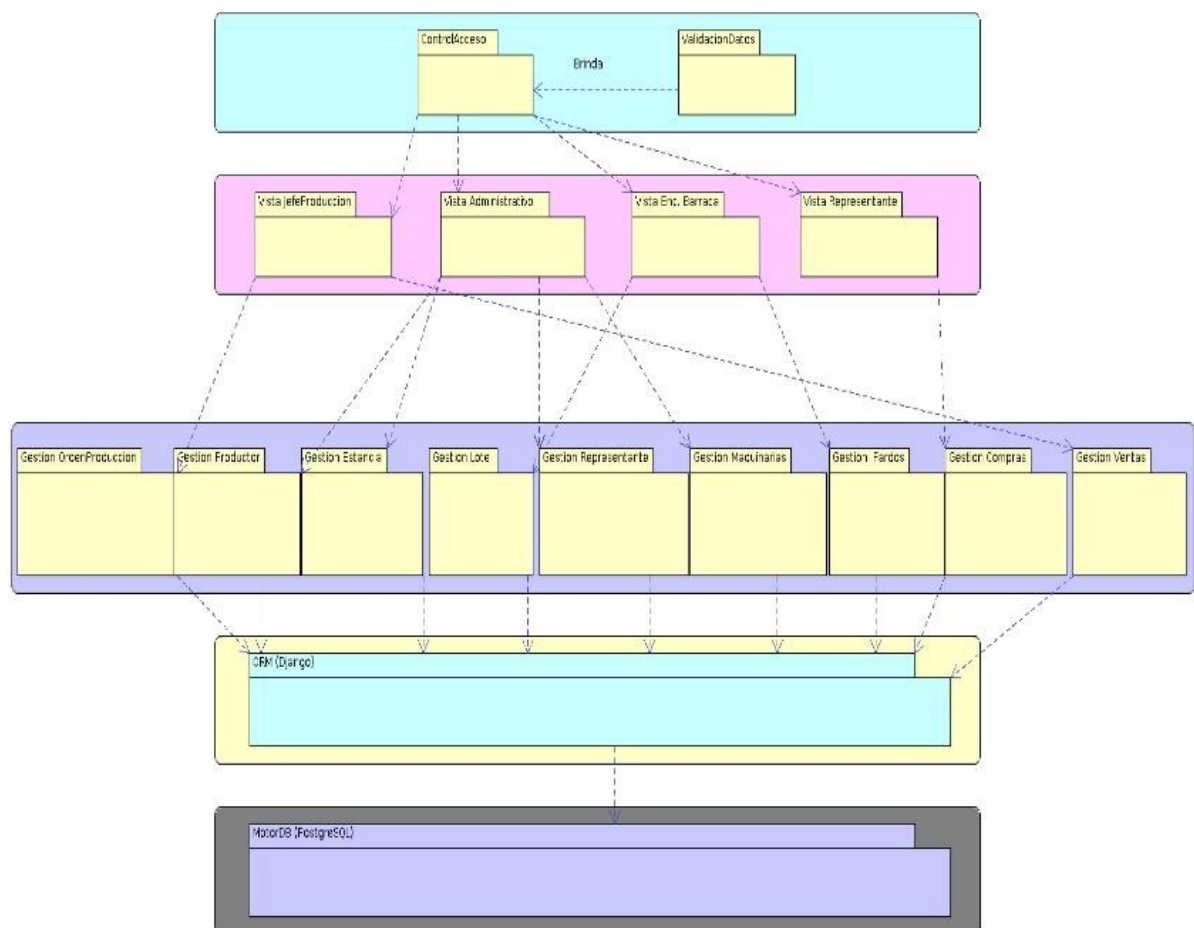 ControlAcceso
ValidacionDatos
Brinda
Vista JefeProduccion
Vista Administrativo
Vista Enc. Barraca
Vista Representante
Gestion OrdenProduccion
Gestion Productor
Gestion Estancia
Gestion Lote
Gestion Representante
Gestion Maquinarias
Gestion Fardos
Gestion Compras
Gestion Ventas
ORM (Django)
MotorDB (PostgreSQL)